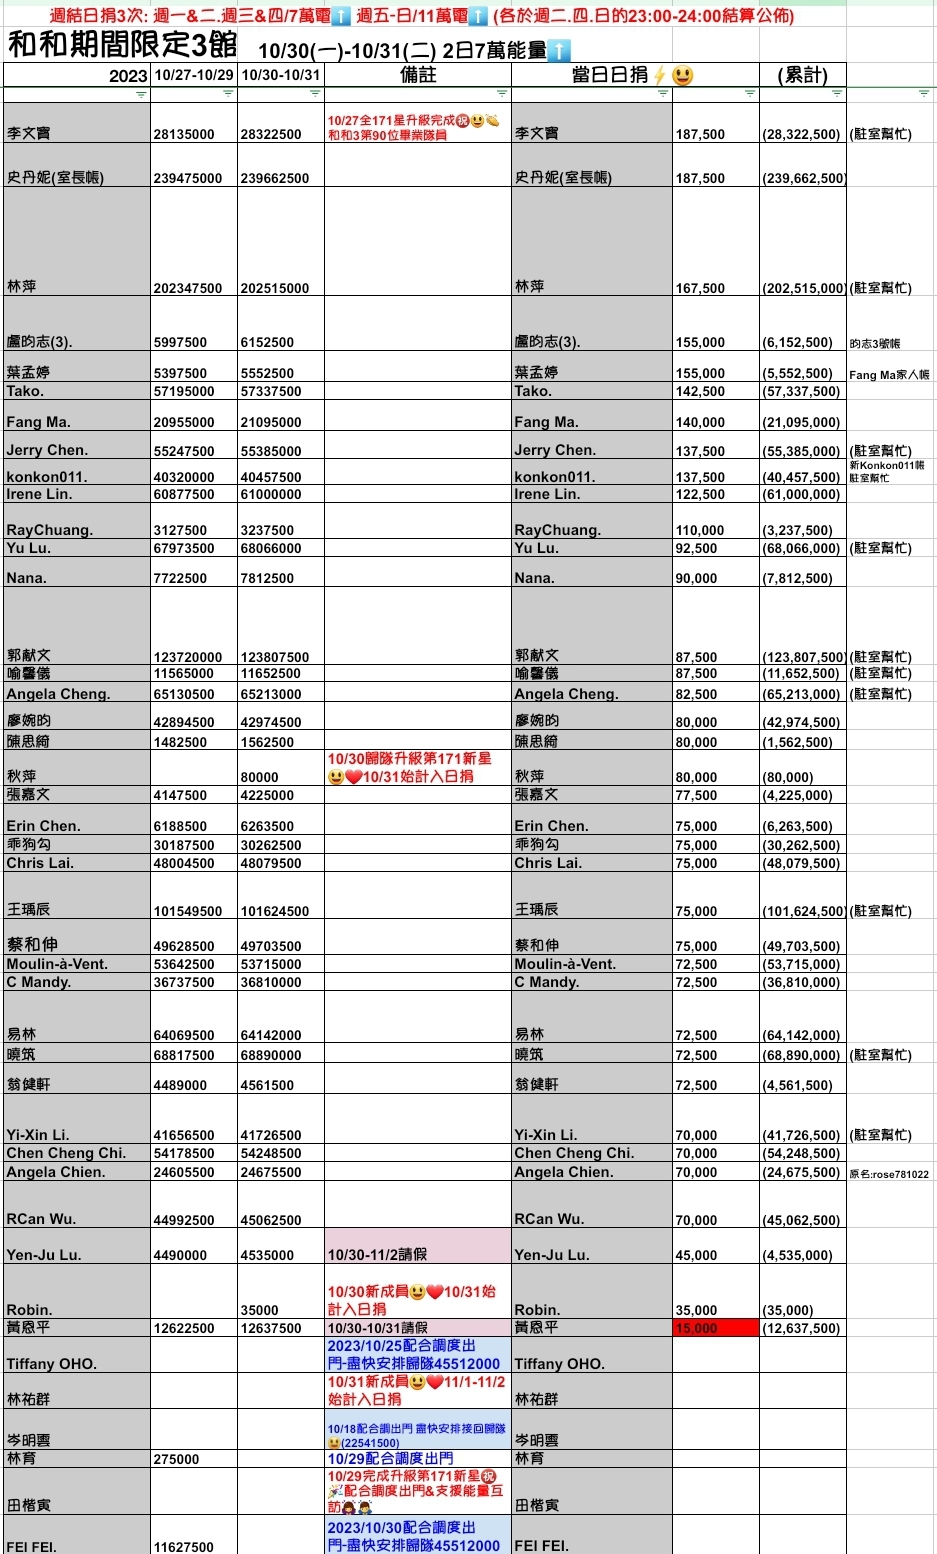 週結日捐3次: 週一&二.週三&四/7萬電⬆️ 週五-日/11萬電⬆️ (各於週二.四.日的23:00-24:00結算公佈)
和和期間限定3館 10/30(一)-10/31(二) 2日7萬能量⬆️
2023 10/27-10/29 10/30-10/31 備註 當日日捐⚡😃 (累計)
10/27全171星升級完成㊗️😃👏
李文寶 28135000 28322500 和和3第90位畢業隊員 李文寶 187,500 (28,322,500) (駐室幫忙)
史丹妮(室長帳) 239475000 239662500 史丹妮(室長帳) 187,500 (239,662,500)
林萍 202347500 202515000 林萍 167,500 (202,515,000) (駐室幫忙)
盧昀志(3). 5997500 6152500 盧昀志(3). 155,000 (6,152,500) 昀志3號帳
葉孟婷 5397500 5552500 葉孟婷 155,000 (5,552,500) Fang Ma家人帳
Tako. 57195000 57337500 Tako. 142,500 (57,337,500)
Fang Ma. 20955000 21095000 Fang Ma. 140,000 (21,095,000)
Jerry Chen. 55247500 55385000 Jerry Chen. 137,500 (55,385,000) (駐室幫忙)
新Konkon011帳
konkon011. 40320000 40457500 konkon011. 137,500 (40,457,500) 駐室幫忙
Irene Lin. 60877500 61000000 Irene Lin. 122,500 (61,000,000)
RayChuang. 3127500 3237500 RayChuang. 110,000 (3,237,500)
Yu Lu. 67973500 68066000 Yu Lu. 92,500 (68,066,000) (駐室幫忙)
Nana. 7722500 7812500 Nana. 90,000 (7,812,500)
郭献文 123720000 123807500 郭献文 87,500 (123,807,500) (駐室幫忙)
喻馨儀 11565000 11652500 喻馨儀 87,500 (11,652,500) (駐室幫忙)
Angela Cheng. 65130500 65213000 Angela Cheng. 82,500 (65,213,000) (駐室幫忙)
廖婉昀 42894500 42974500 廖婉昀 80,000 (42,974,500)
陳思綺 1482500 1562500 陳思綺 80,000 (1,562,500)
10/30歸隊升級第171新星
秋萍 80000 😃❤️10/31始計入日捐 秋萍 80,000 (80,000)
張嘉文 4147500 4225000 張嘉文 77,500 (4,225,000)
Erin Chen. 6188500 6263500 Erin Chen. 75,000 (6,263,500)
乖狗勾 30187500 30262500 乖狗勾 75,000 (30,262,500)
Chris Lai. 48004500 48079500 Chris Lai. 75,000 (48,079,500)
王瑀辰 101549500 101624500 王瑀辰 75,000 (101,624,500) (駐室幫忙)
蔡和伸 49628500 49703500 蔡和伸 75,000 (49,703,500)
Moulin-à-Vent. 53642500 53715000 Moulin-à-Vent. 72,500 (53,715,000)
C Mandy. 36737500 36810000 C Mandy. 72,500 (36,810,000)
易林 64069500 64142000 易林 72,500 (64,142,000)
曉筑 68817500 68890000 曉筑 72,500 (68,890,000) (駐室幫忙)
翁健軒 4489000 4561500 翁健軒 72,500 (4,561,500)
Yi-Xin Li. 41656500 41726500 Yi-Xin Li. 70,000 (41,726,500) (駐室幫忙)
Chen Cheng Chi. 54178500 54248500 Chen Cheng Chi. 70,000 (54,248,500)
Angela Chien. 24605500 24675500 Angela Chien. 70,000 (24,675,500) 原名:rose781022
RCan Wu. 44992500 45062500 RCan Wu. 70,000 (45,062,500)
Yen-Ju Lu. 4490000 4535000 10/30-11/2請假 Yen-Ju Lu. 45,000 (4,535,000)
10/30新成員😃❤️10/31始
Robin. 35000 計入日捐 Robin. 35,000 (35,000)
黃恩平 12622500 12637500 10/30-10/31請假 黃恩平 15,000 (12,637,500)
2023/10/25配合調度出
Tiffany OHO. 門-盡快安排歸隊45512000 Tiffany OHO.
10/31新成員😃❤️11/1-11/2
林祐群 始計入日捐 林祐群
10/18配合調出門 盡快安排接回歸隊
岑明雲 😃(22541500) 岑明雲
林育 275000 10/29配合調度出門 林育
10/29完成升級第171新星㊗️
🎉配合調度出門&支援能量互
田楷寅 訪🙇‍♀️🙇‍♂️ 田楷寅
2023/10/30配合調度出
FEI FEI. 11627500 門-盡快安排歸隊45512000 FEI FEI.